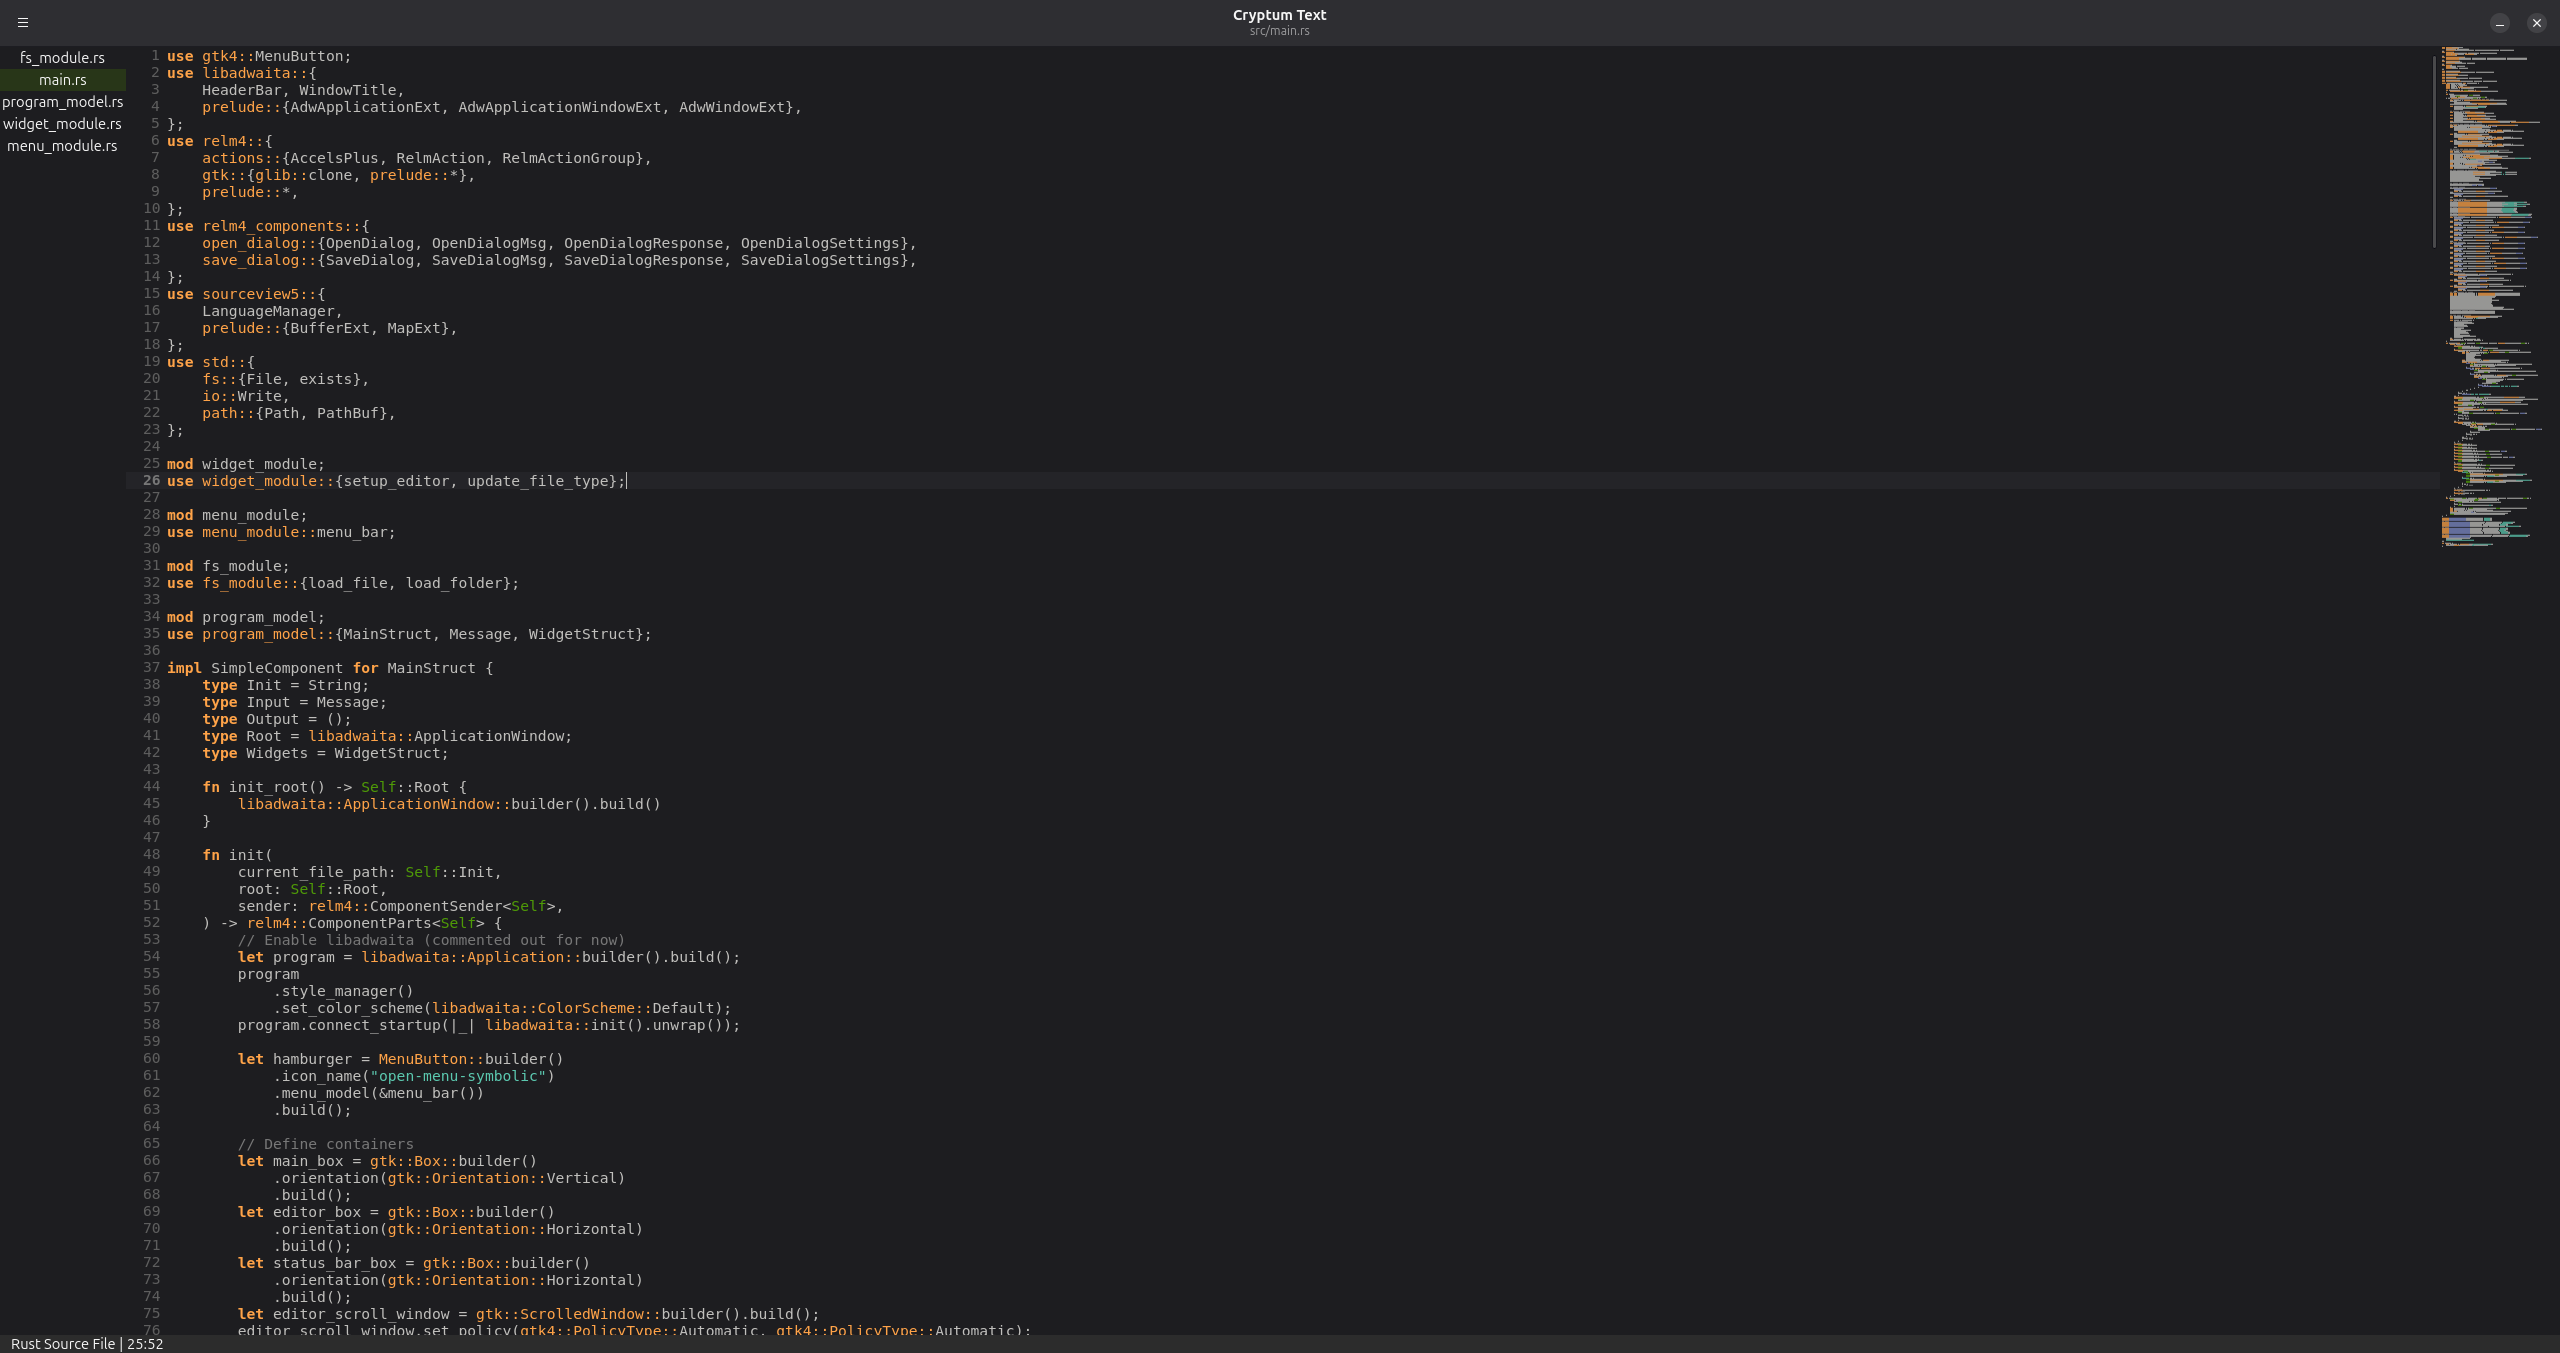 Cryptum Text
src/main.rs
fs_module.rs
main.rs
program_model.rs
widget_module.rs
menu_module.rs
1 use gtk4::MenuButton;
2 use libadwaita::{
3     HeaderBar, WindowTitle,
4     prelude::{AdwApplicationExt, AdwApplicationWindowExt, AdwWindowExt},
5 };
6 use relm4::{
7     actions::{AccelsPlus, RelmAction, RelmActionGroup},
8     gtk::{glib::clone, prelude::*},
9     prelude::*,
10 };
11 use relm4_components::{
12     open_dialog::{OpenDialog, OpenDialogMsg, OpenDialogResponse, OpenDialogSettings},
13     save_dialog::{SaveDialog, SaveDialogMsg, SaveDialogResponse, SaveDialogSettings},
14 };
15 use sourceview5::{
16     LanguageManager,
17     prelude::{BufferExt, MapExt},
18 };
19 use std::{
20     fs::{File, exists},
21     io::Write,
22     path::{Path, PathBuf},
23 };
24
25 mod widget_module;
26 use widget_module::{setup_editor, update_file_type};
27
28 mod menu_module;
29 use menu_module::menu_bar;
30
31 mod fs_module;
32 use fs_module::{load_file, load_folder};
33
34 mod program_model;
35 use program_model::{MainStruct, Message, WidgetStruct};
36
37 impl SimpleComponent for MainStruct {
38     type Init = String;
39     type Input = Message;
40     type Output = ();
41     type Root = libadwaita::ApplicationWindow;
42     type Widgets = WidgetStruct;
43
44     fn init_root() -> Self::Root {
45         libadwaita::ApplicationWindow::builder().build()
46     }
47
48     fn init(
49         current_file_path: Self::Init,
50         root: Self::Root,
51         sender: relm4::ComponentSender<Self>,
52     ) -> relm4::ComponentParts<Self> {
53         // Enable libadwaita (commented out for now)
54         let program = libadwaita::Application::builder().build();
55         program
56             .style_manager()
57             .set_color_scheme(libadwaita::ColorScheme::Default);
58         program.connect_startup(|_| libadwaita::init().unwrap());
59
60         let hamburger = MenuButton::builder()
61             .icon_name("open-menu-symbolic")
62             .menu_model(&menu_bar())
63             .build();
64
65         // Define containers
66         let main_box = gtk::Box::builder()
67             .orientation(gtk::Orientation::Vertical)
68             .build();
69         let editor_box = gtk::Box::builder()
70             .orientation(gtk::Orientation::Horizontal)
71             .build();
72         let status_bar_box = gtk::Box::builder()
73             .orientation(gtk::Orientation::Horizontal)
74             .build();
75         let editor_scroll_window = gtk::ScrolledWindow::builder().build();
76         editor_scroll_window.set_policy(gtk4::PolicyType::Automatic, gtk4::PolicyType::Automatic);
Rust Source File | 25:52